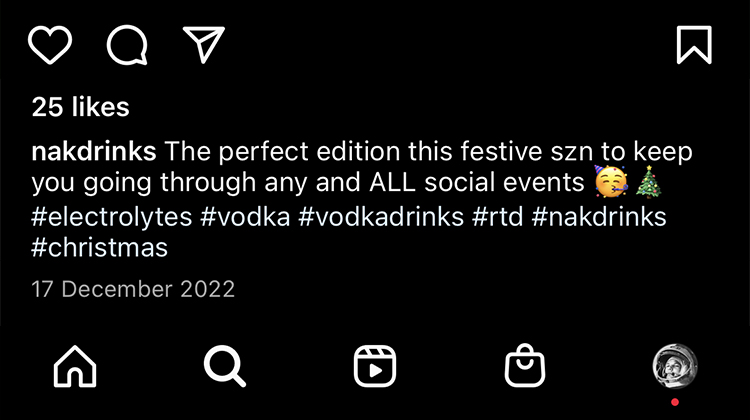 25 likes
nakdrinks The perfect edition this festive szn to keep
you going through any and ALL social events 🥳🎄
#electrolytes #vodka #vodkadrinks #rtd #nakdrinks
#christmas
17 December 2022